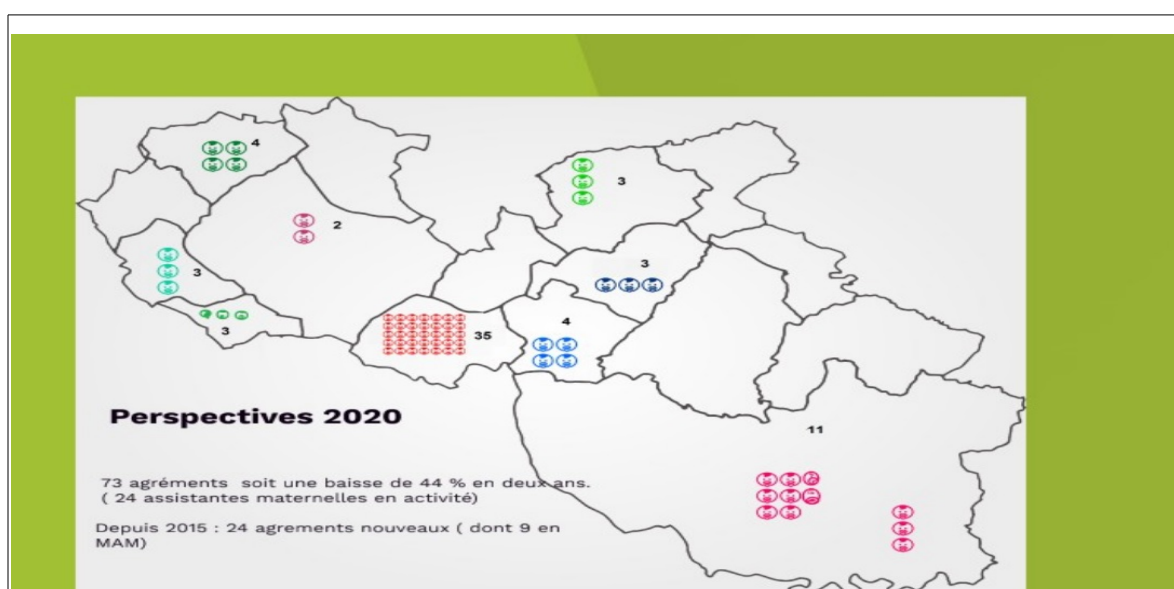 4
3
2
3
3
3
4
35
Perspectives 2020
11
73 agréments soit une baisse de 44 % en deux ans.
( 24 assistantes maternelles en activité)
Depuis 2015 : 24 agrements nouveaux ( dont 9 en
MAM)